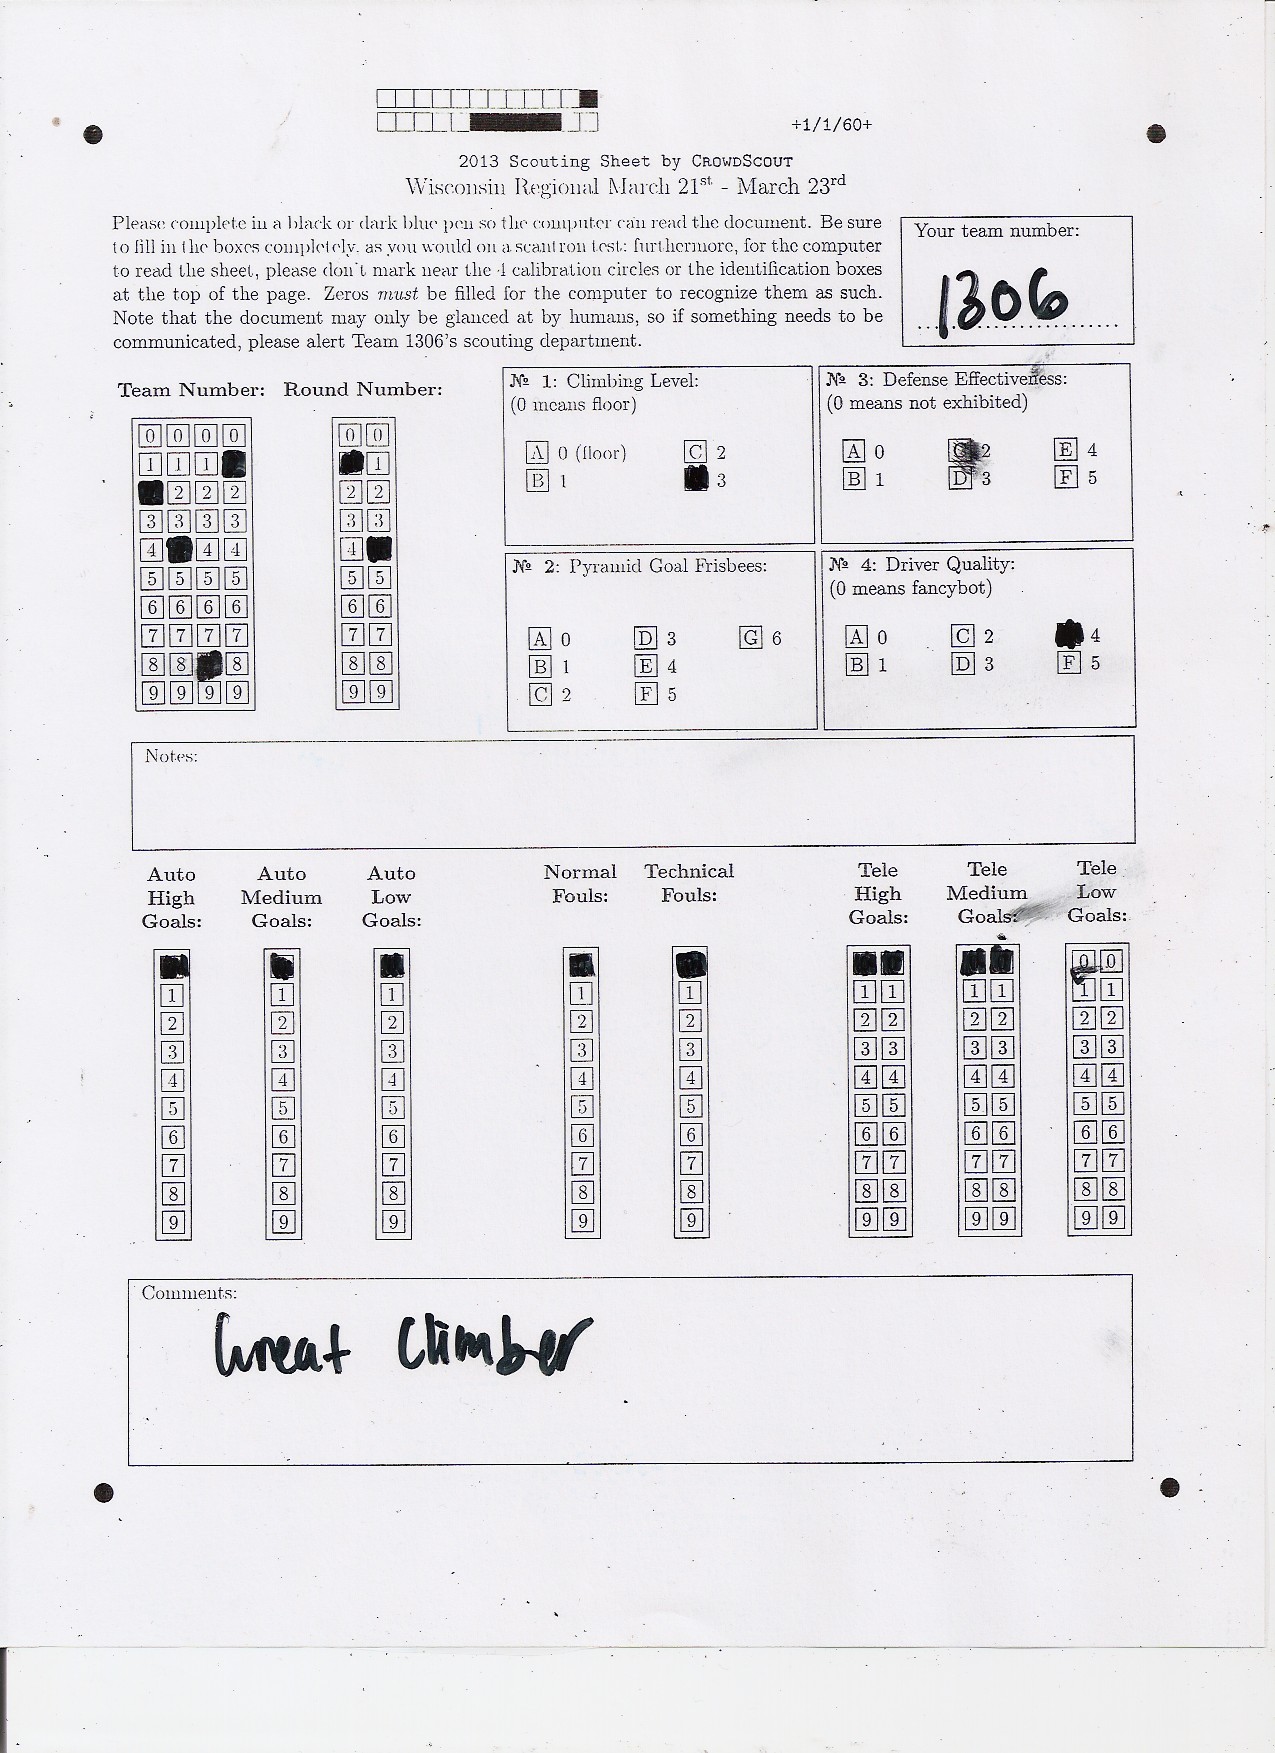 +1/1/60+
2013 Scouting Sheet by CROWDSCOUT
Wisconsin Regional March 21st - March 23rd
Please complete in a black or dark blue pen so the computer can read the document. Be sure
to fill in the boxes completely, as you would on a scantron test; furthermore, for the computer
to read the sheet, please don't mark near the 4 calibration circles or the identification boxes
at the top of the page. Zeros must be filled for the computer to recognize them as such.
Note that the document may only be glanced at by humans, so if something needs to be
communicated, please alert Team 1306's scouting department.
Your team number:
1306
Team Number: Round Number:
0 0 0 0 0 0
1 1 1 1
2 2 2 2 2
3 3 3 3 3 3
4 4 4 4
5 5 5 5 5 5
6 6 6 6 6 6
7 7 7 7 7 7
8 8 8 8 8
9 9 9 9 9 9
№ 1: Climbing Level:
(0 means floor)
A 0 (floor) C 2
B 1 3
№ 3: Defense Effectiveness:
(0 means not exhibited)
A 0 C 2 E 4
B 1 D 3 F 5
№ 2: Pyramid Goal Frisbees:
A 0 D 3 G 6
B 1 E 4
C 2 F 5
№ 4: Driver Quality:
(0 means fancybot)
A 0 C 2 4
B 1 D 3 F 5
Notes:
Auto High Goals: Auto Medium Goals: Auto Low Goals: Normal Fouls: Technical Fouls: Tele High Goals: Tele Medium Goals: Tele Low Goals:
0 0
1 1 1 1 1 1 1 1 1 1 1
2 2 2 2 2 2 2 2 2 2 2
3 3 3 3 3 3 3 3 3 3 3
4 4 4 4 4 4 4 4 4 4 4
5 5 5 5 5 5 5 5 5 5 5
6 6 6 6 6 6 6 6 6 6 6
7 7 7 7 7 7 7 7 7 7 7
8 8 8 8 8 8 8 8 8 8 8
9 9 9 9 9 9 9 9 9 9 9
Comments:
Great Climber